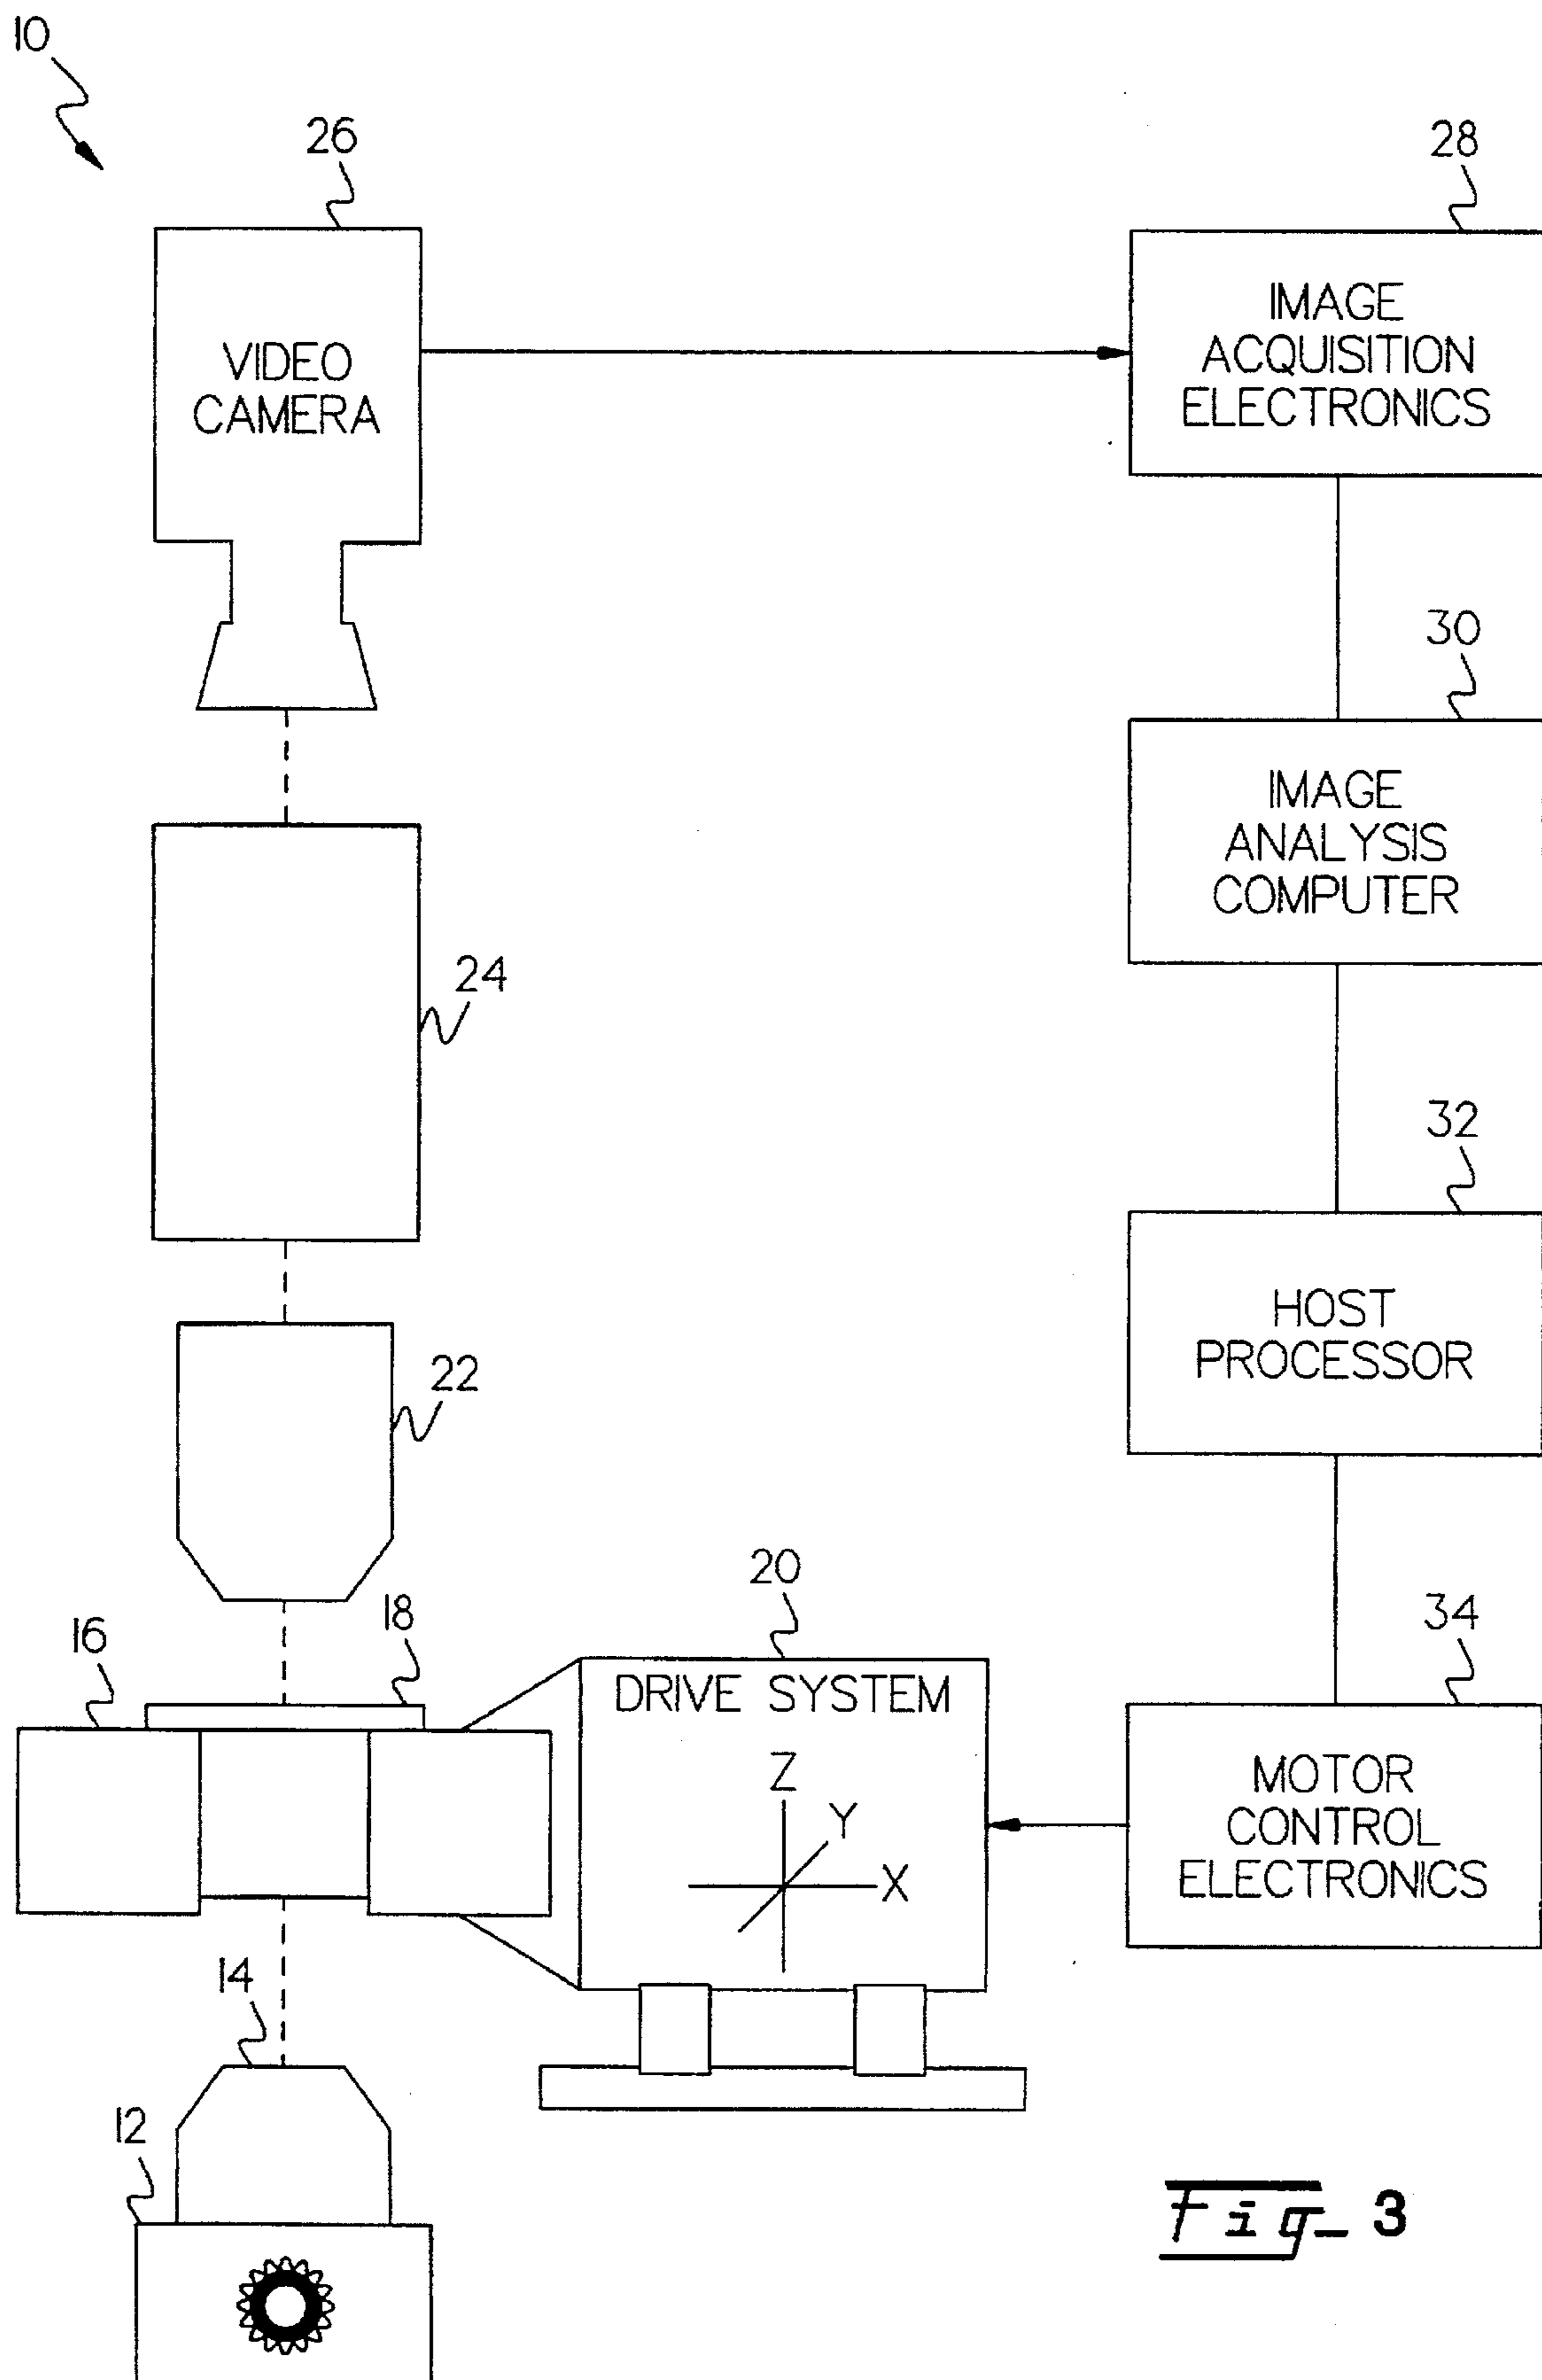 10
26
28
VIDEO
CAMERA
IMAGE
ACQUISITION
ELECTRONICS
30
IMAGE
ANALYSIS
COMPUTER
24
32
HOST
PROCESSOR
22
20
18
16
34
DRIVE SYSTEM
Z
Y
X
MOTOR
CONTROL
ELECTRONICS
14
12
Fig_ 3